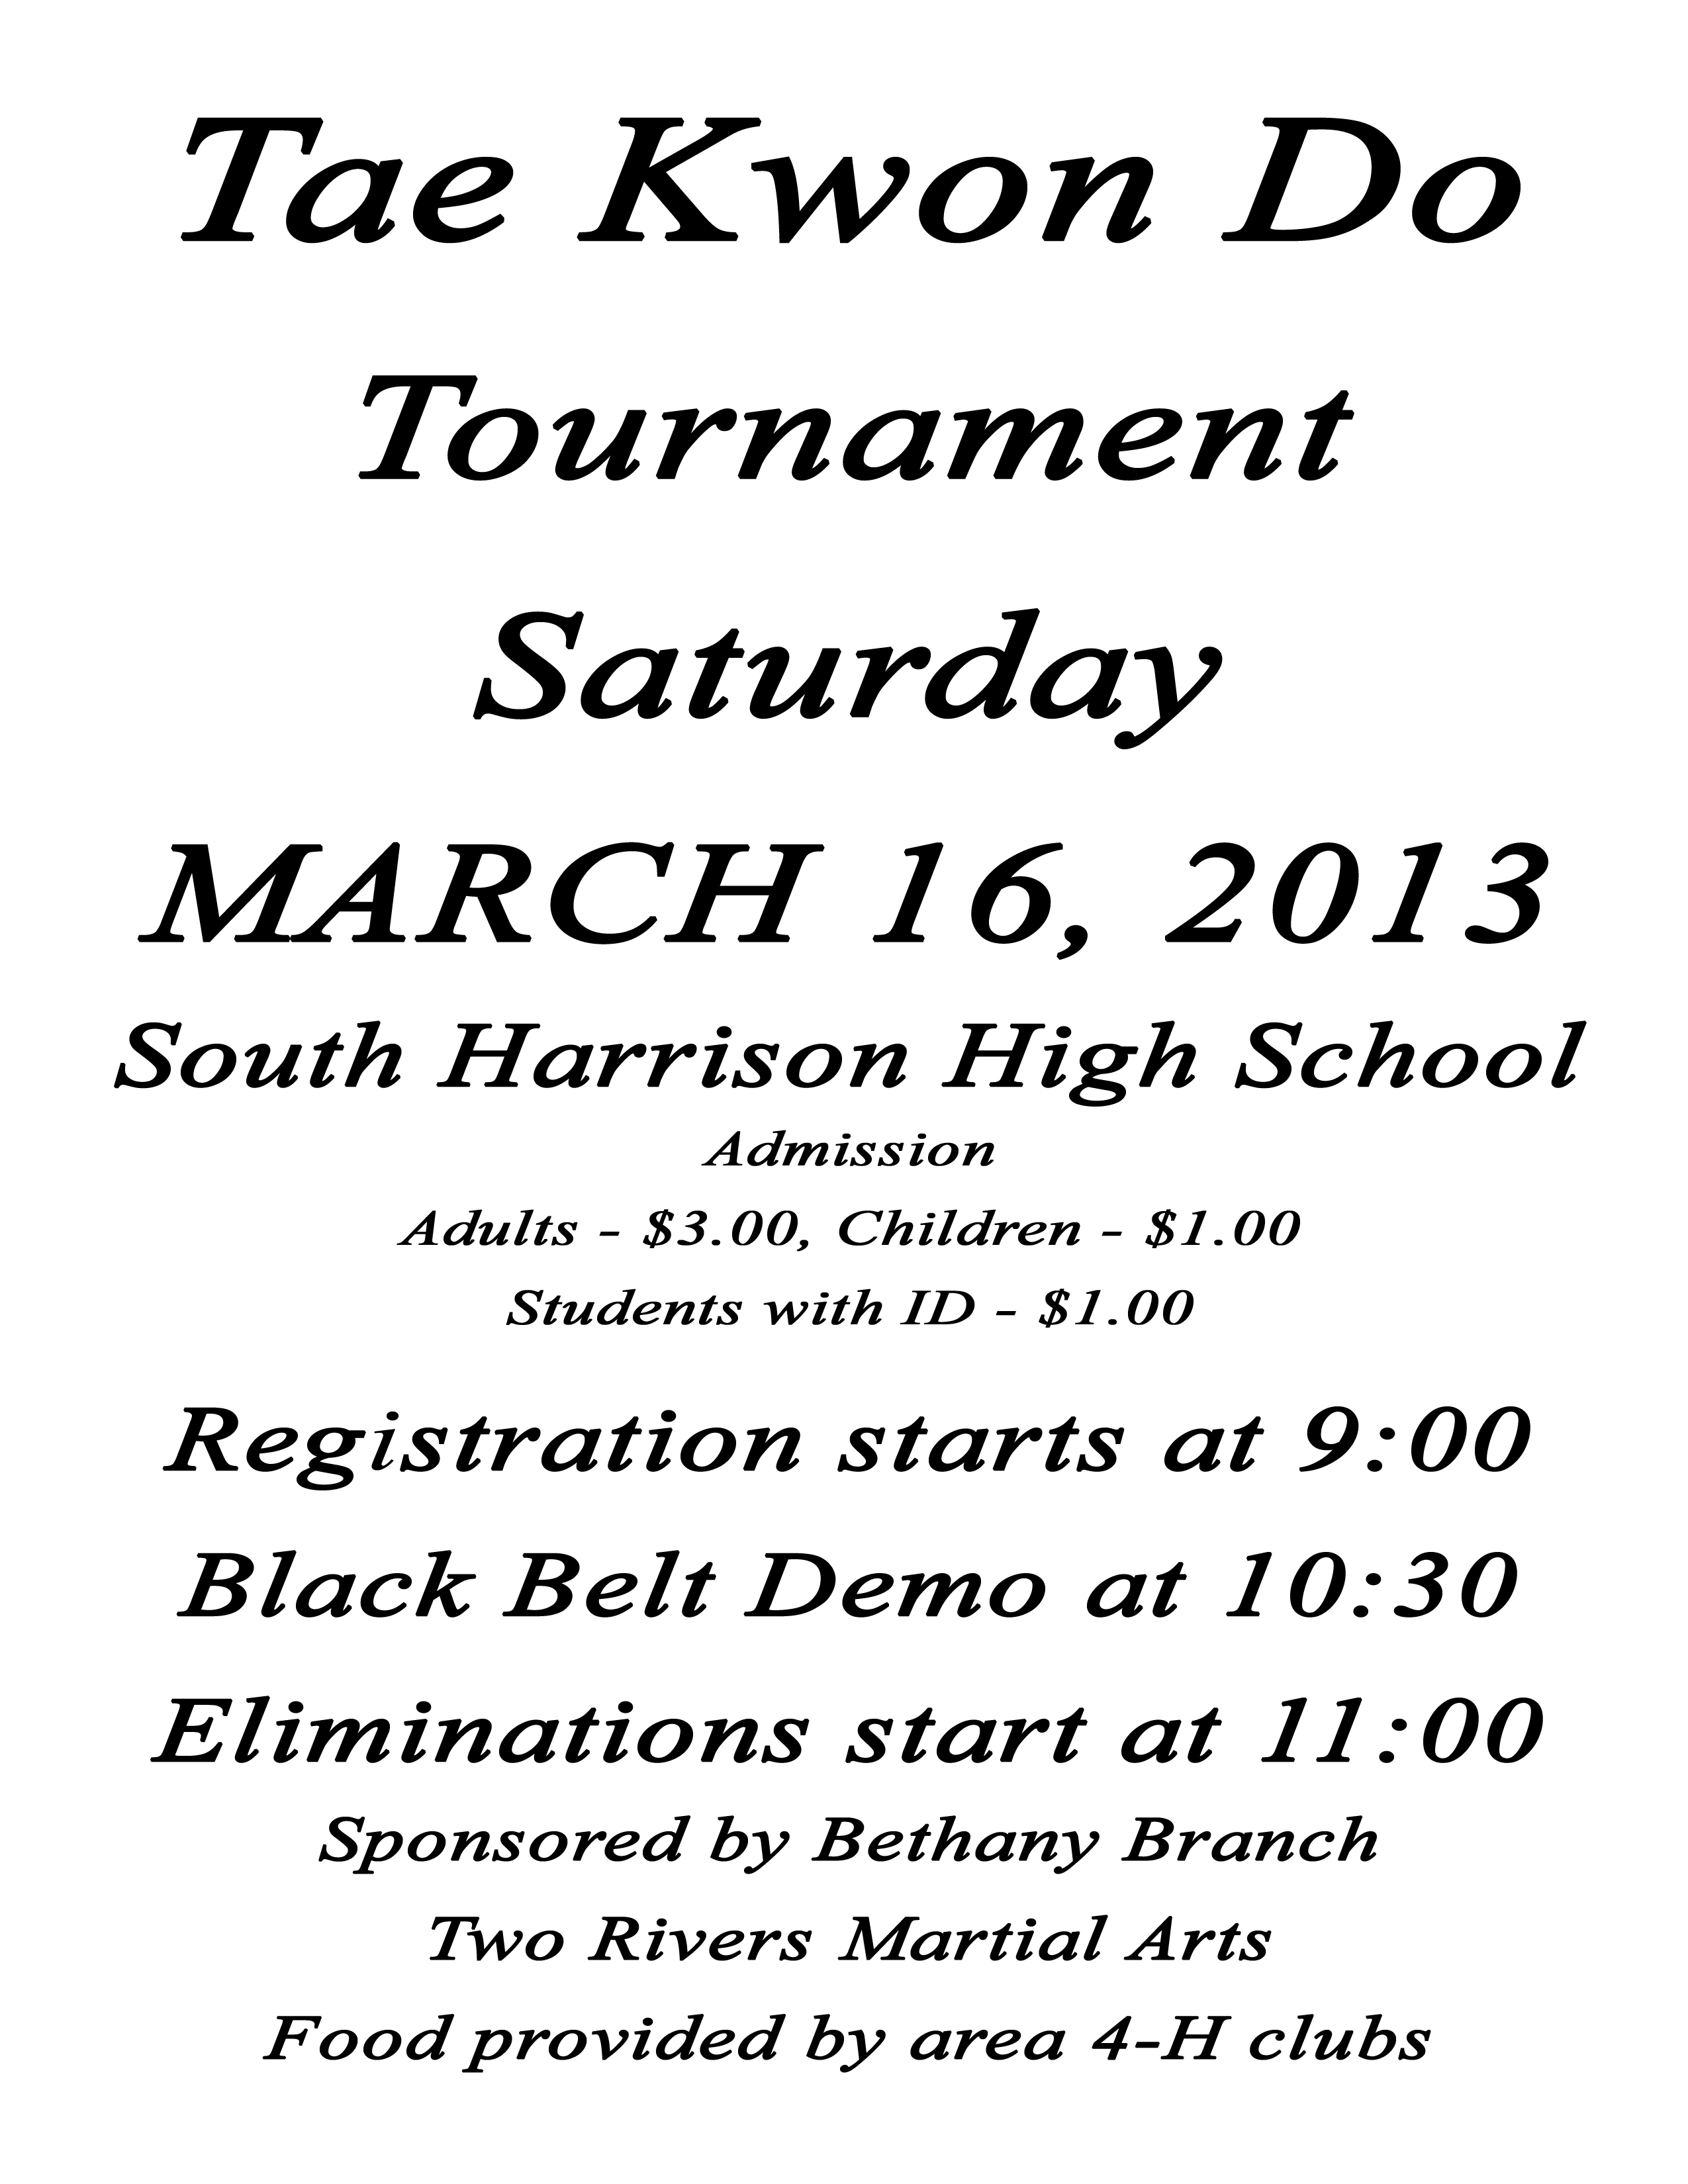 Tae Kwon Do
Tournament
Saturday
MARCH 16, 2013
South Harrison High School
Admission
Adults - $3.00, Children - $1.00
Students with ID - $1.00
Registration starts at 9:00
Black Belt Demo at 10:30
Eliminations start at 11:00
Sponsored by Bethany Branch
Two Rivers Martial Arts
Food provided by area 4-H clubs